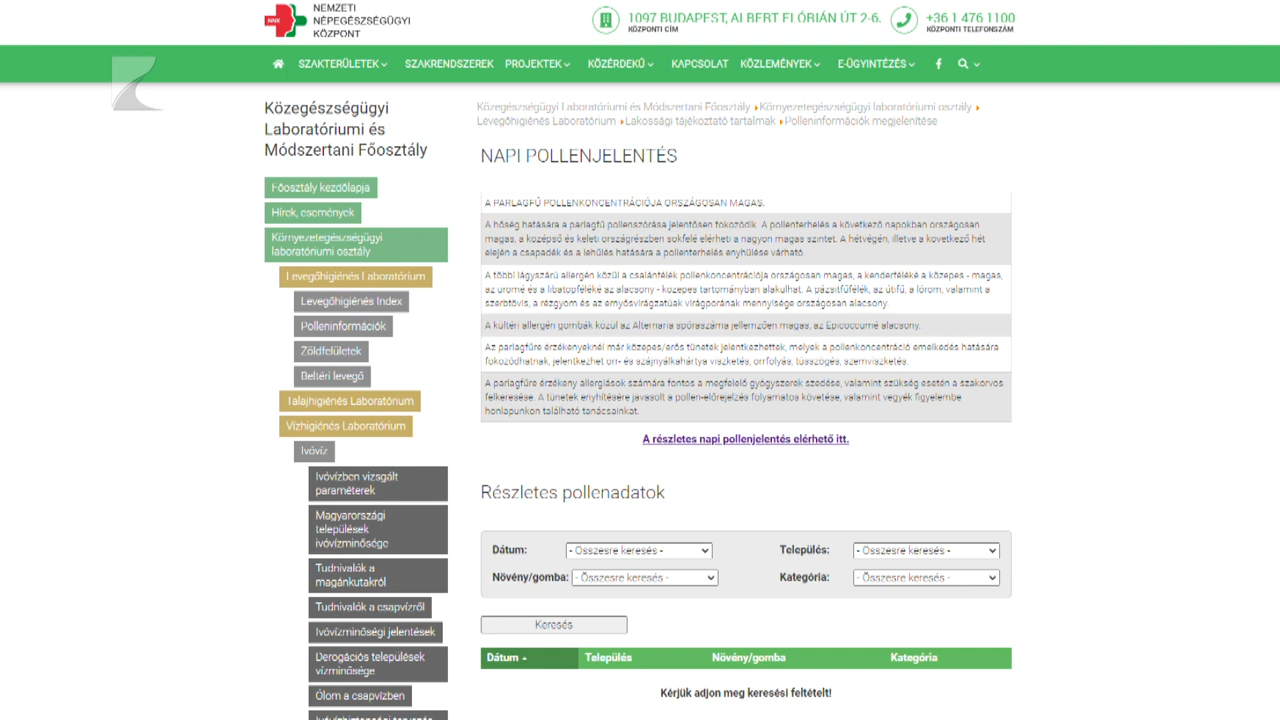 NNK
NEMZETI
NÉPEGÉSZSÉGÜGYI
KÖZPONT
1097 BUDAPEST, ALBERT FLÓRIÁN ÚT 2-6.
KÖZPONTI CÍM
+36 1 476 1100
KÖZPONTI TELEFONSZÁM
SZAKTERÜLETEK SZAKRENDSZEREK PROJEKTEK KÖZÉRDEKŰ KAPCSOLAT KÖZLEMÉNYEK E-ÜGYINTÉZÉS
Közegészségügyi
Laboratóriumi és
Módszertani Főosztály
Főosztály kezdőlapja
Hírek, események
Környezetegészségügyi
laboratóriumi osztály
Levegőhigiénés Laboratórium
Levegőhigiénés Index
Polleninformációk
Zöldfelületek
Beltéri levegő
Talajhigiénés Laboratórium
Vízhigiénés Laboratórium
Ivóvíz
Ivóvízben vizsgált
paraméterek
Magyarországi
települések
ivóvízminősége
Tudnivalók a
magánkutakról
Tudnivalók a csapvízről
Ivóvízminőségi jelentések
Derogációs települések
vízminősége
Ólom a csapvízben
Közegészségügyi Laboratóriumi és Módszertani Főosztály Környezetegészségügyi laboratóriumi osztály
Levegőhigiénés Laboratórium Lakossági tájékoztató tartalmak Polleninformációk megjelenítése
NAPI POLLENJELENTÉS
A PARLAGFŰ POLLENKONCENTRÁCIÓJA ORSZÁGOSAN MAGAS.
A hőség hatására a parlagfű pollenszórása jelentősen fokozódik. A pollenterhelés a következő napokban országosan
magas, a középső és keleti országrészben sokfelé elérheti a nagyon magas szintet. A hétvégén, illetve a következő hét
elején a csapadék és a lehűlés hatására a pollenterhelés enyhülése várható.
A többi lágyszárú allergén közül a csalánfélék pollenkoncentrációja országosan magas, a kenderféléké a közepes - magas,
az ürömé és a libatopféléké az alacsony - közepes tartományban alakulhat. A pázsitfűfélék, az útifű, a lórom, valamint a
szerbtövis, a rézgyom és az ernyősvirágzatúak virágporának mennyisége országosan alacsony.
A kültéri allergén gombák közül az Alternaria spóraszáma jellemzően magas, az Epicoccumé alacsony.
Az parlagfűre érzékenyeknél már közepes/erős tünetek jelentkezhettek, melyek a pollenkoncentráció emelkedés hatására
fokozódhatnak, jelentkezhet orr- és szájnyálkahártya viszketés, orrfolyás, tüsszögés, szemviszketés.
A parlagfűre érzékeny allergiások számára fontos a megfelelő gyógyszerek szedése, valamint szükség esetén a szakorvos
felkeresése. A tünetek enyhítésére javasolt a pollen-előrejelzés folyamatos követése, valamint vegyék figyelembe
honlapunkon található tanácsainkat.
A részletes napi pollenjelentés elérhető itt.
Részletes pollenadatok
Dátum: - Összesre keresés - Település: - Összesre keresés -
Növény/gomba: - Összesre keresés - Kategória: - Összesre keresés -
Keresés
Dátum Település Növény/gomba Kategória
Kérjük adjon meg keresési feltételt!